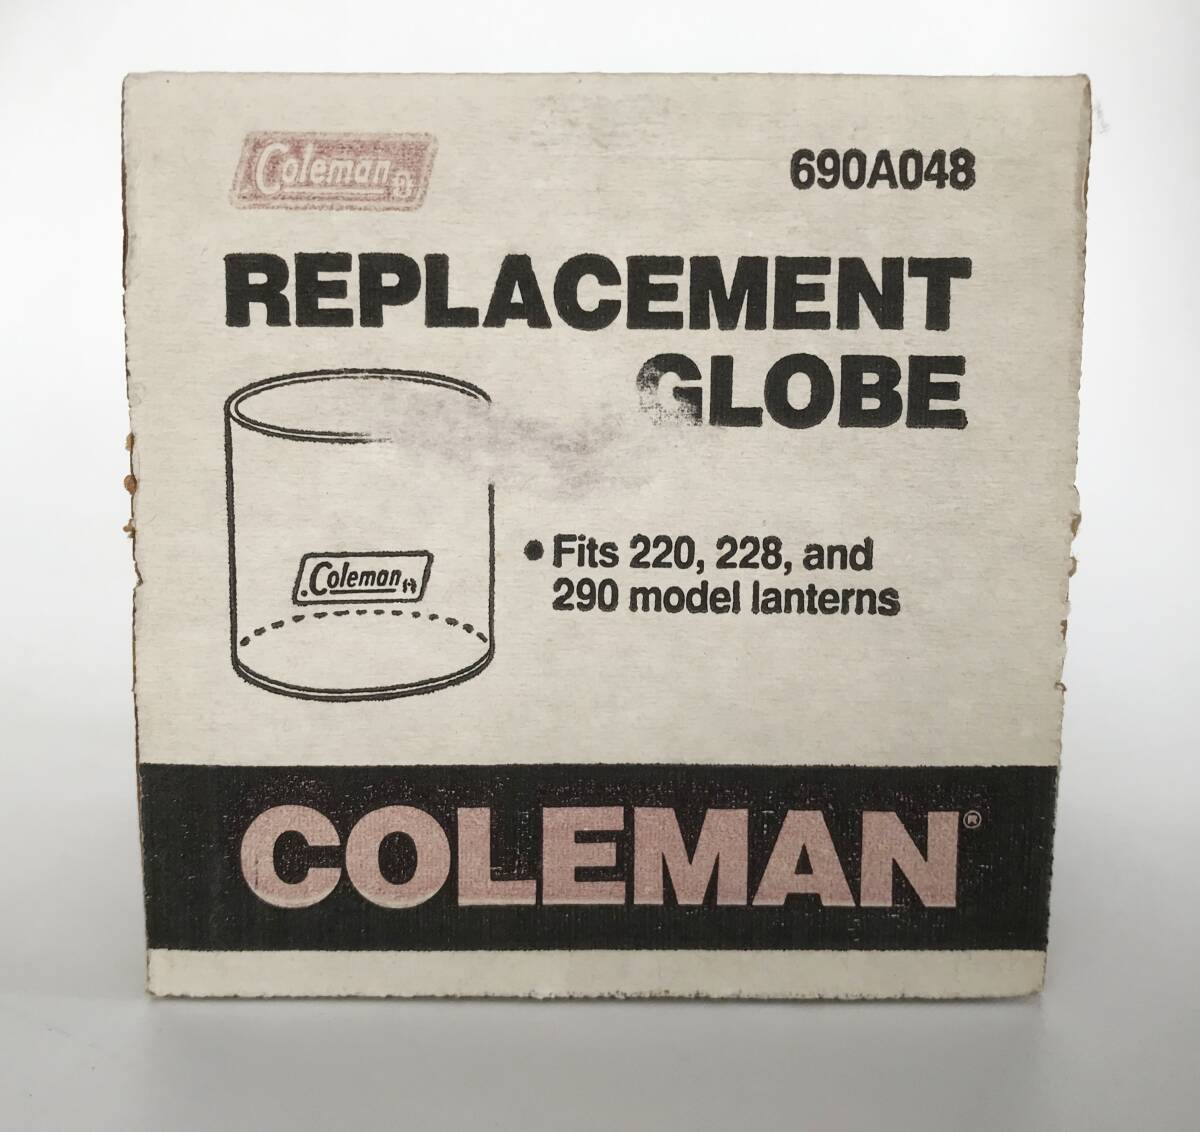 Coleman
690A048
REPLACEMENT
GLOBE
Coleman
• Fits 220, 228, and
290 model lanterns
COLEMAN®